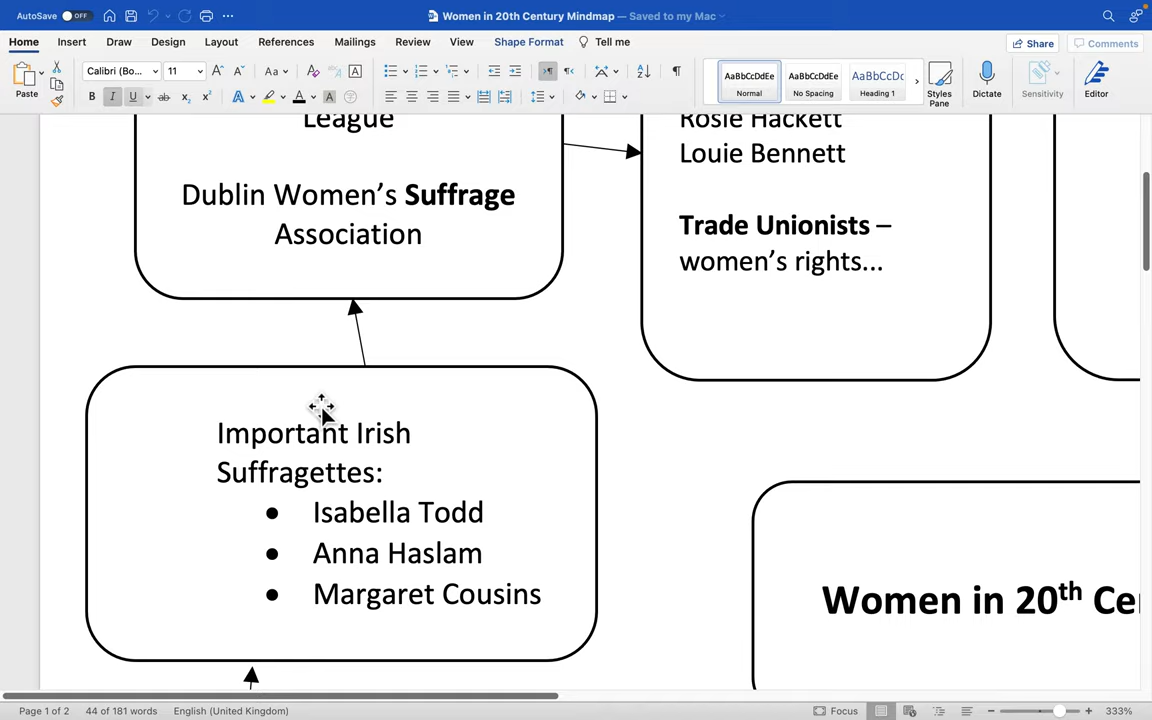 AutoSave OFF
Women in 20th Century Mindmap — Saved to my Mac
Home Insert Draw Design Layout References Mailings Review View Shape Format Tell me
Share Comments
Paste
Calibri (Bo... 11
AaBbCcDdEe
Normal
AaBbCcDdEe
No Spacing
AaBbCcDc
Heading 1
Styles
Pane
Dictate
Sensitivity
Editor
League
Dublin Women’s Suffrage
Association
Rosie Hackett
Louie Bennett
Trade Unionists –
women’s rights...
Important Irish
Suffragettes:
• Isabella Todd
• Anna Haslam
• Margaret Cousins
Women in 20th Ce
Page 1 of 2 44 of 181 words English (United Kingdom) Focus 333%